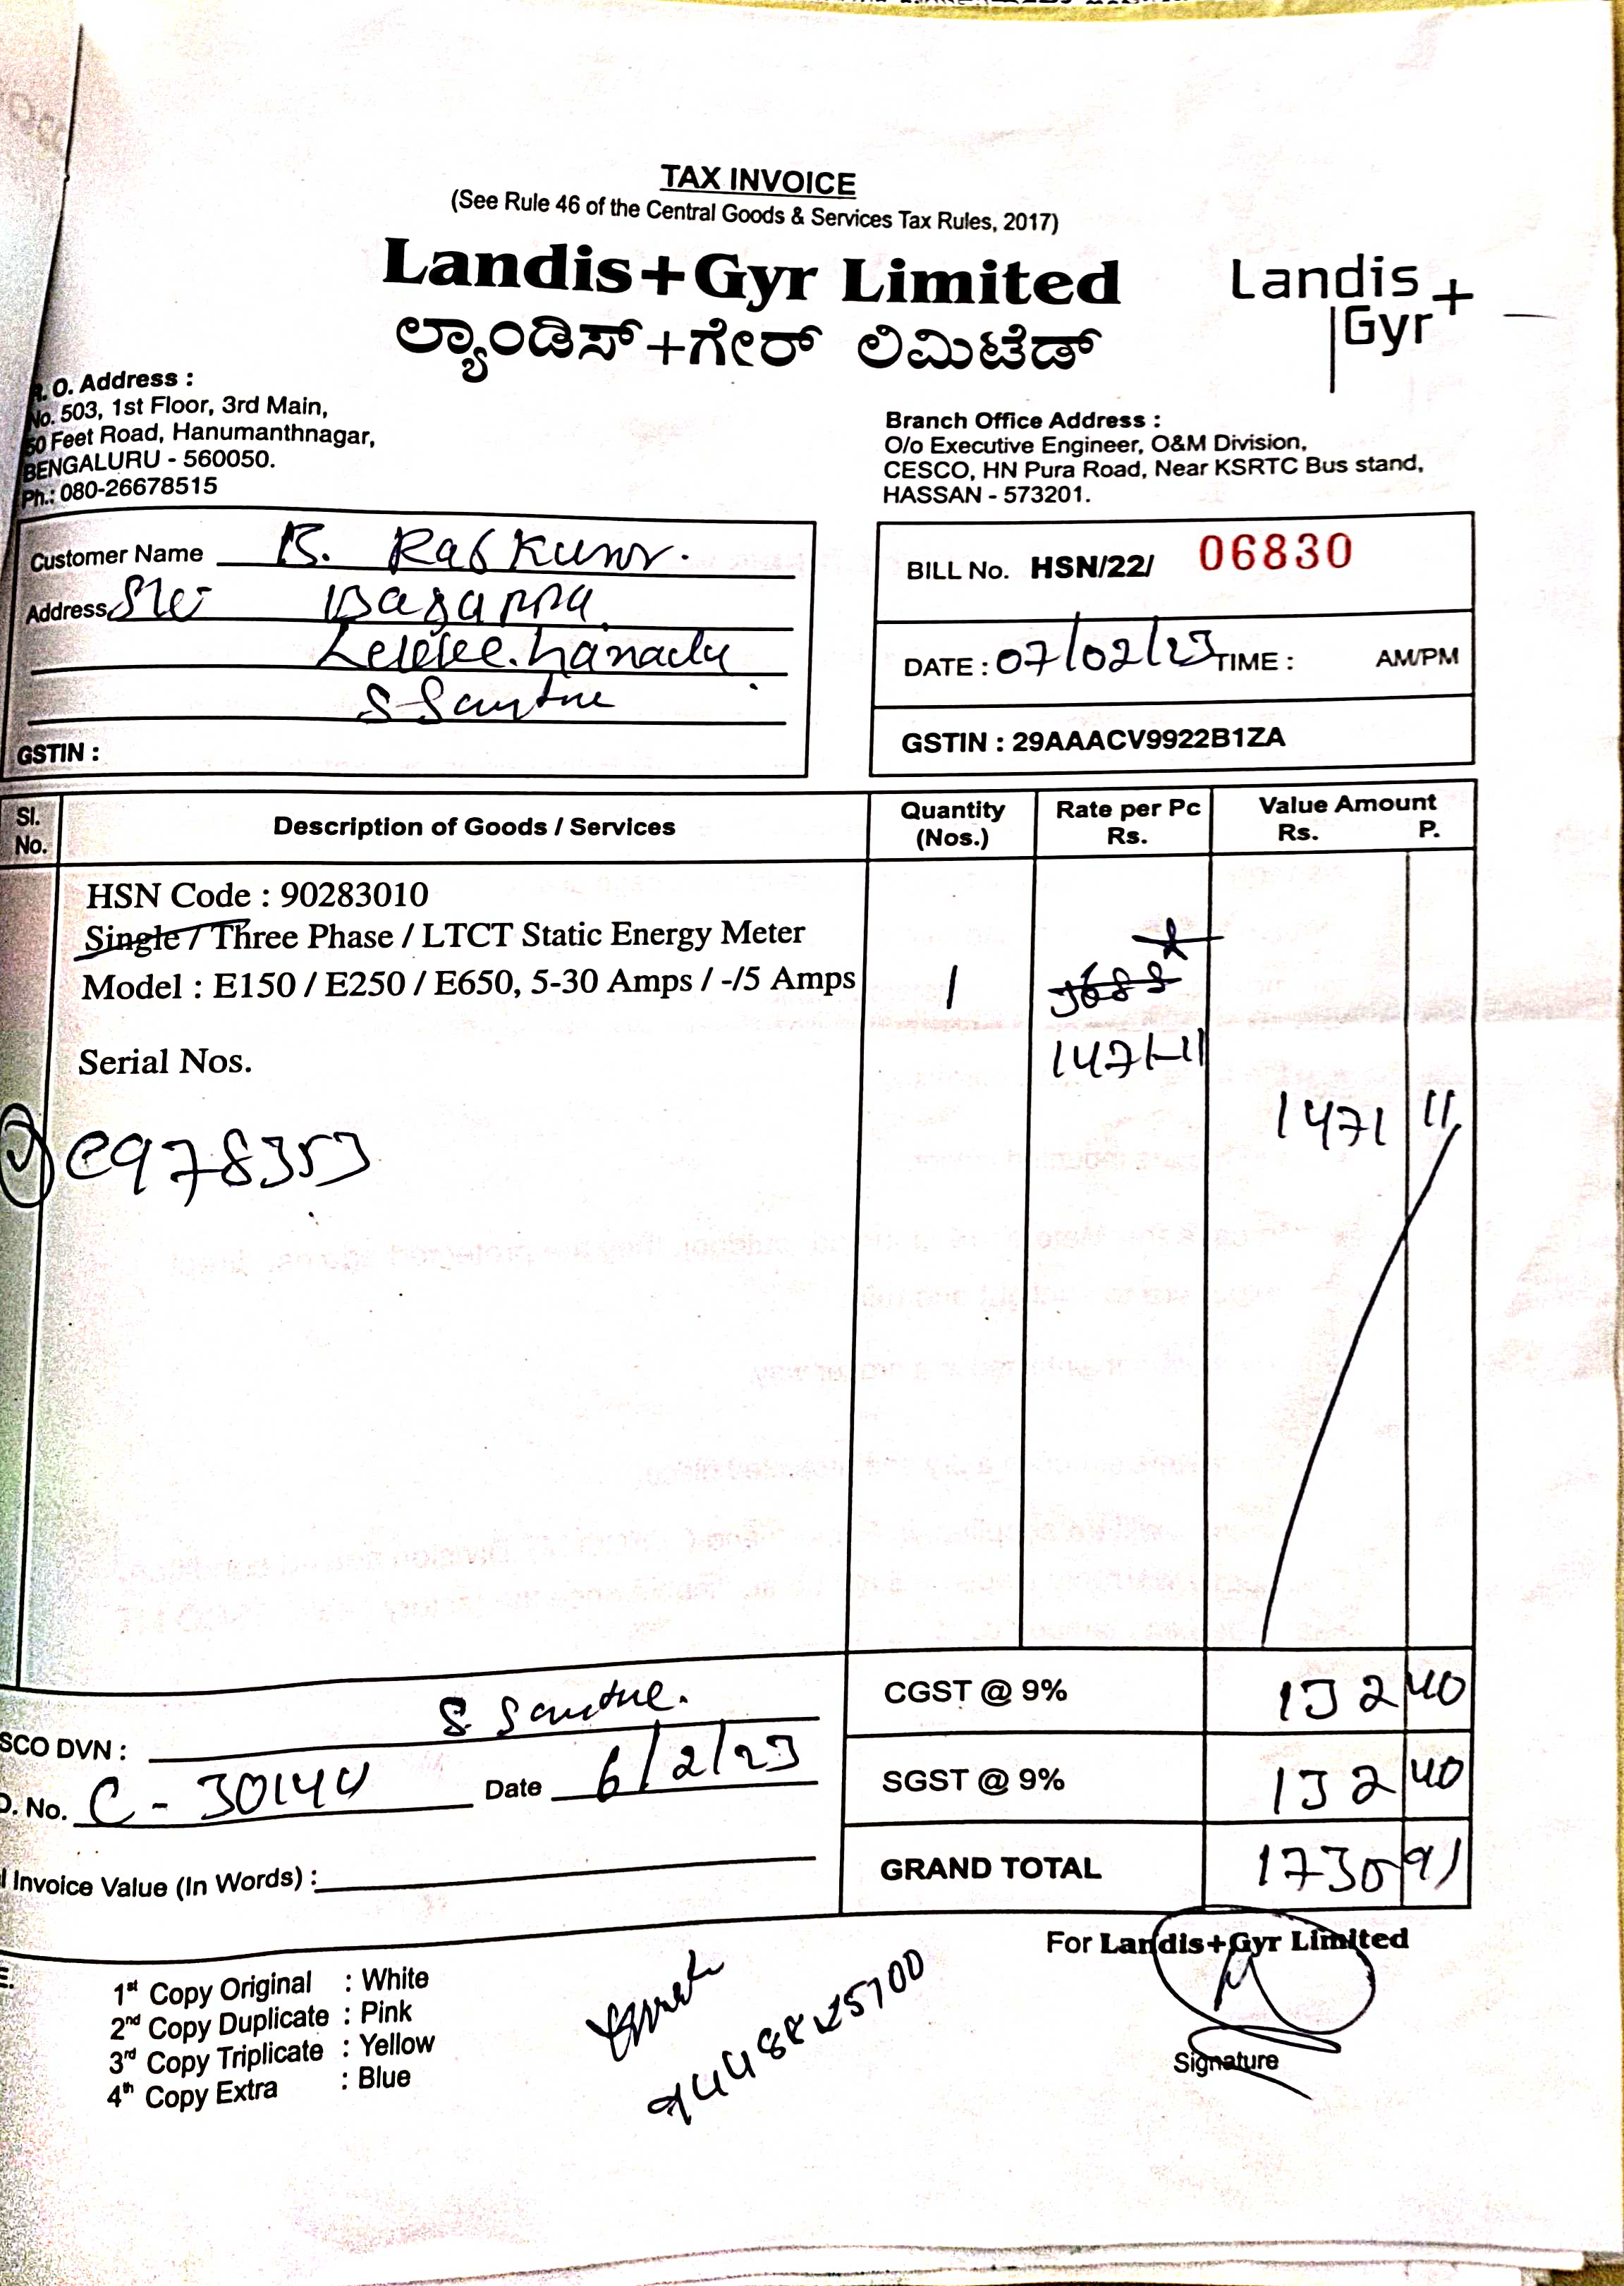 TAX INVOICE
(See Rule 46 of the Central Goods & Services Tax Rules, 2017)
Landis+Gyr Limited
ಲ್ಯಾಂಡಿಸ್+ಗೇರ್ ಲಿಮಿಟೆಡ್
Landis+
Gyr
R.O. Address :
No. 503, 1st Floor, 3rd Main,
50 Feet Road, Hanumanthnagar,
BENGALURU - 560050.
Ph.: 080-26678515
Branch Office Address :
O/o Executive Engineer, O&M Division,
CESCO, HN Pura Road, Near KSRTC Bus stand,
HASSAN - 573201.
Customer Name B.
Address
GSTIN :
BILL No. HSN/22/ 06830
DATE : 07/02/23 TIME : AM/PM
GSTIN : 29AAACV9922B1ZA
Sl. No. Description of Goods / Services Quantity (Nos.) Rate per Pc Rs. Value Amount Rs. P.
HSN Code : 90283010
Single / Three Phase / LTCT Static Energy Meter
Model : E150 / E250 / E650, 5-30 Amps / -/5 Amps 1
Serial Nos. 1471-11
1471 11
C978353
CGST @ 9% 132 40
SCO DVN :
SGST @ 9% 132 40
O. No. C - 30144 Date 6/2/23
GRAND TOTAL 1735 91
l Invoice Value (In Words) :
For Landis+Gyr Limited
1st Copy Original : White
2nd Copy Duplicate : Pink
3rd Copy Triplicate : Yellow
4th Copy Extra : Blue
Signature